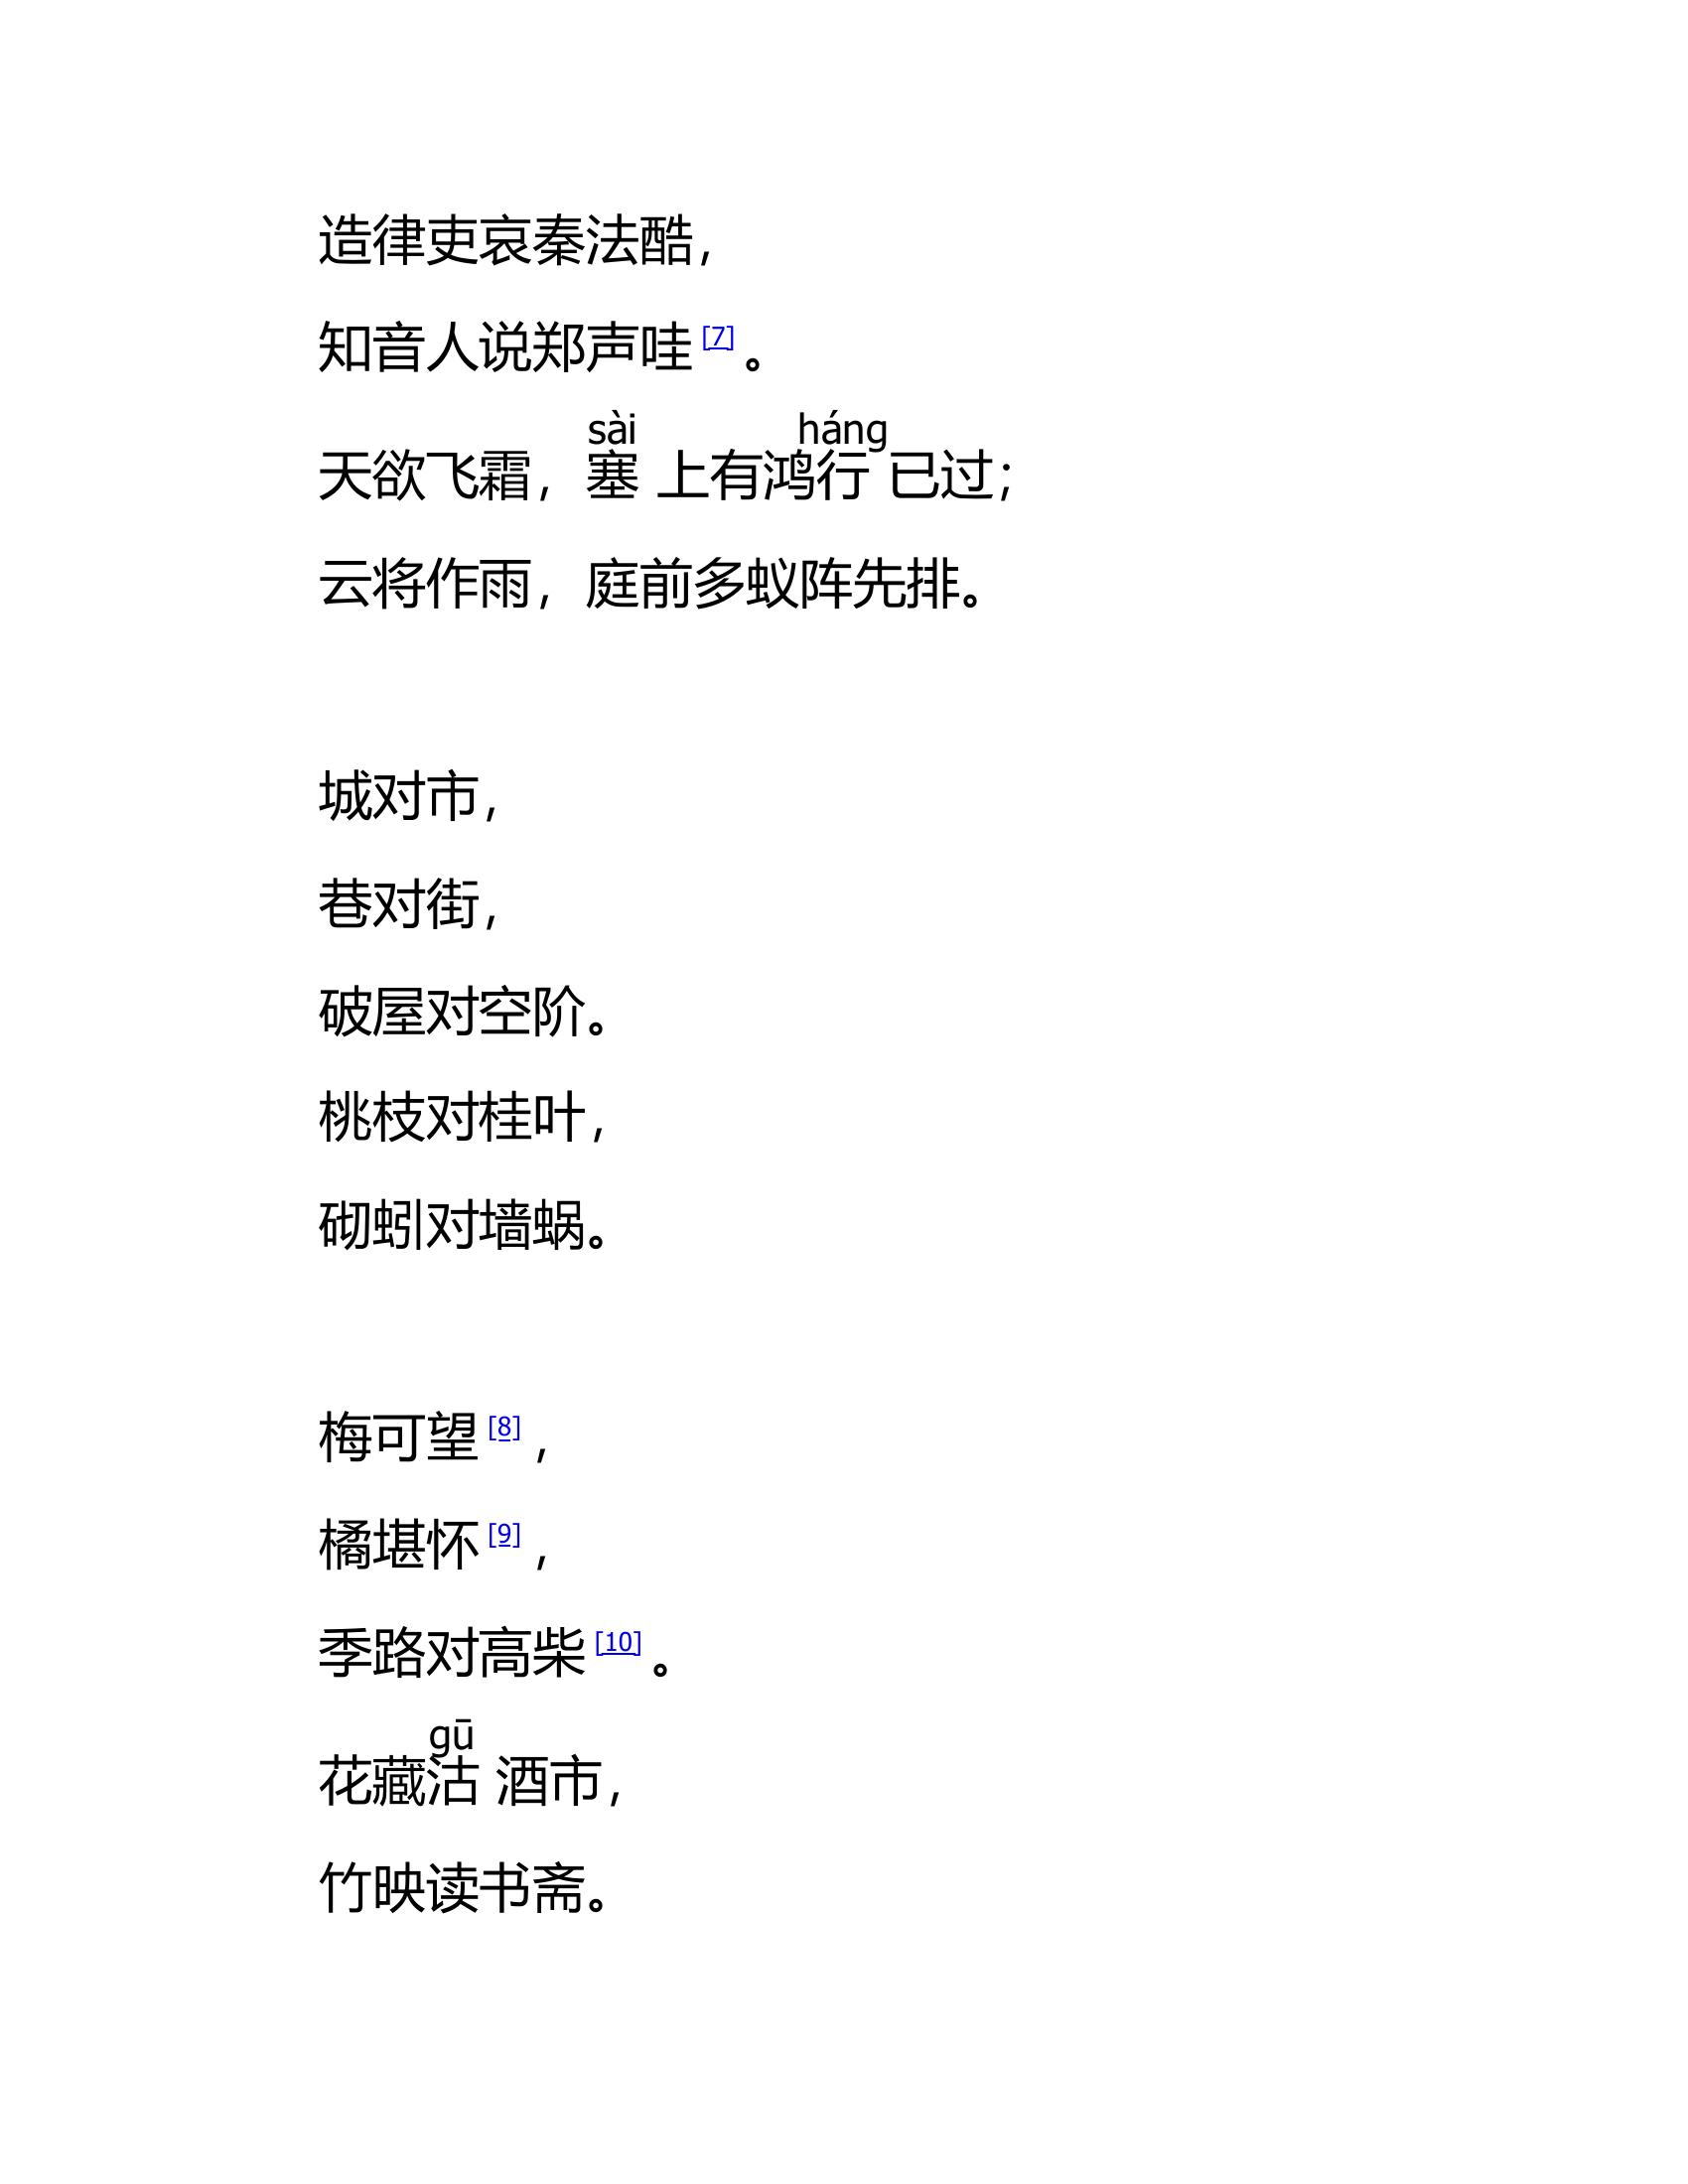 造律吏哀秦法酷，
知音人说郑声哇[7]。
sài háng
天欲飞霜，塞 上有鸿行 已过；
云将作雨，庭前多蚁阵先排。
城对市，
巷对街，
破屋对空阶。
桃枝对桂叶，
砌蚓对墙蜗。
梅可望[8]，
橘堪怀[9]，
季路对高柴[10]。
gū
花藏沽 酒市，
竹映读书斋。